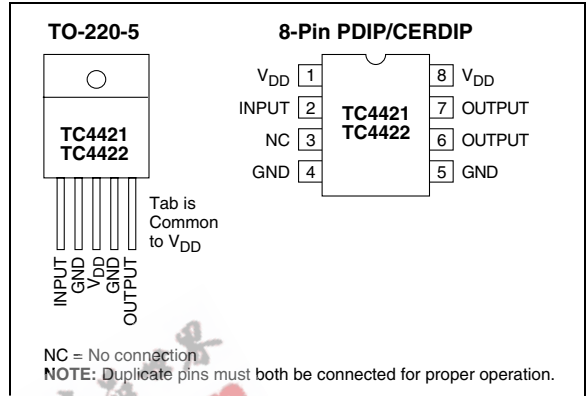 TO-220-5
TC4421
TC4422
Tab is
Common
to VDD
INPUT
GND
VDD
GND
OUTPUT
8-Pin PDIP/CERDIP
VDD 1
INPUT 2
NC 3
GND 4
TC4421
TC4422
8 VDD
7 OUTPUT
6 OUTPUT
5 GND
NC = No connection
NOTE: Duplicate pins must both be connected for proper operation.